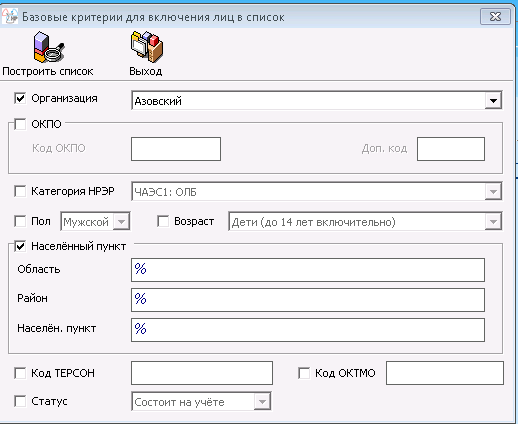 Базовые критерии для включения лиц в список
Построить список Выход
Организация Азовский
ОКПО
Код ОКПО Доп. код
Категория НРЭР ЧАЭС1: ОЛБ
Пол Мужской Возраст Дети (до 14 лет включительно)
Населённый пункт
Область %
Район %
Населён. пункт %
Код ТЕРСОН Код ОКТМО
Статус Состоит на учёте